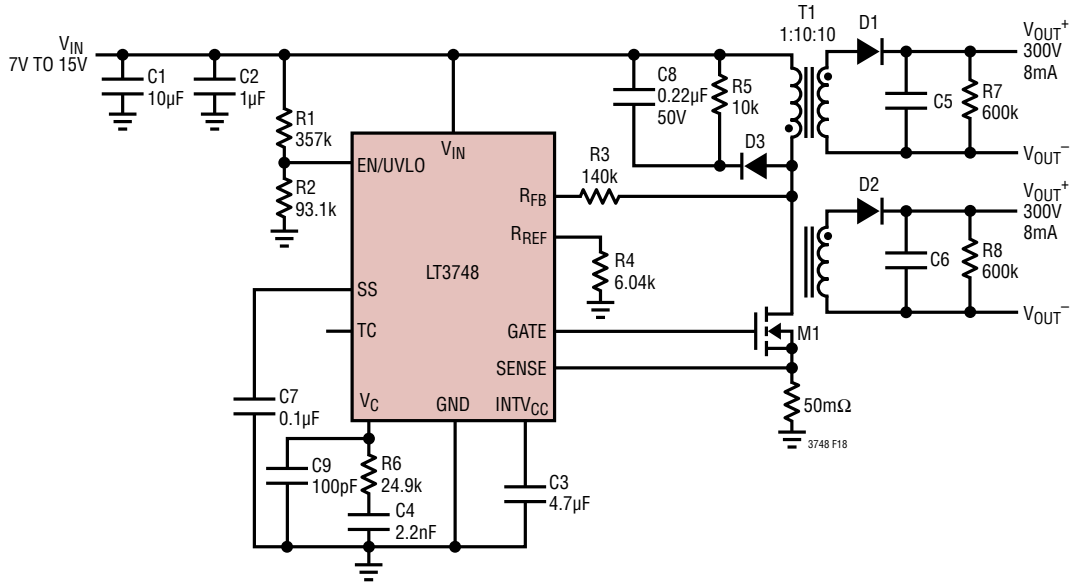 VIN
7V TO 15V
C1
10µF
C2
1µF
R1
357k
R2
93.1k
C8
0.22µF
50V
R5
10k
D3
T1
1:10:10
D1
C5
R7
600k
VOUT+
300V
8mA
VOUT–
D2
C6
R8
600k
VOUT+
300V
8mA
VOUT–
VIN
EN/UVLO
RFB
RREF
LT3748
SS
TC
GATE
SENSE
VC
GND
INTVCC
R3
140k
R4
6.04k
M1
50mΩ
3748 F18
C7
0.1µF
C9
100pF
R6
24.9k
C4
2.2nF
C3
4.7µF